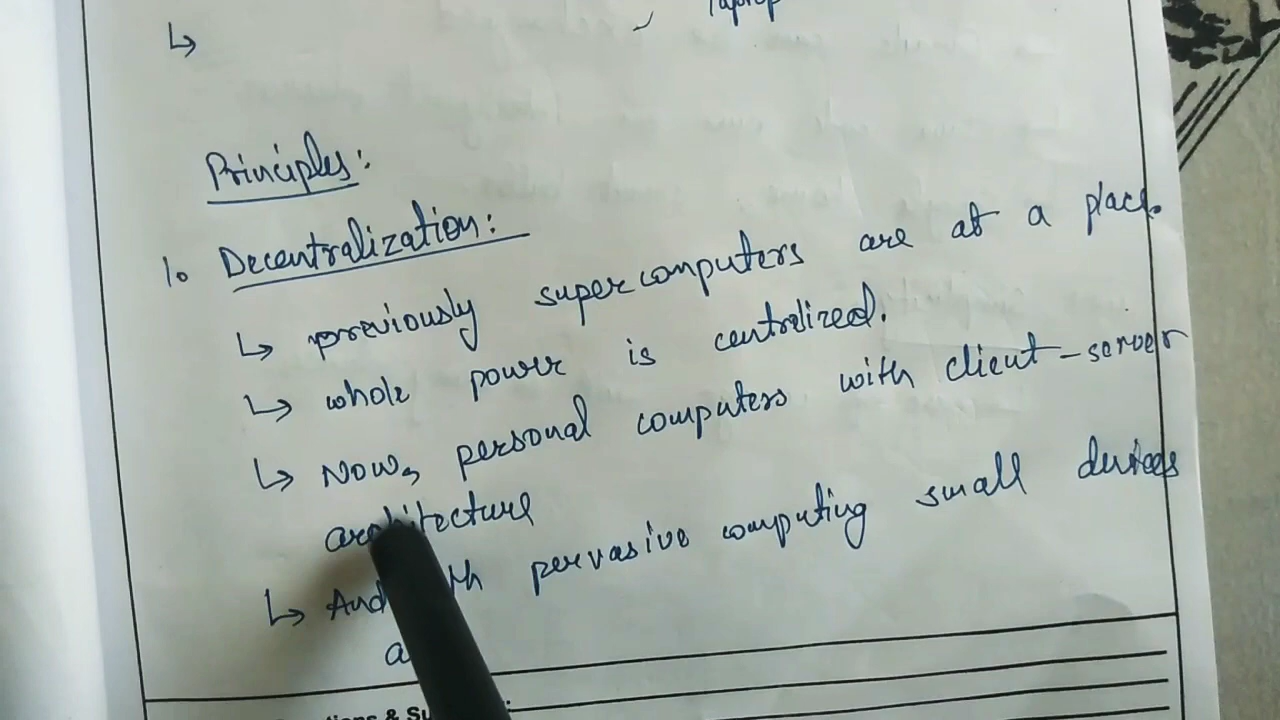 laptop
Principles:
1. Decentralization:
↳ previously supercomputers are at a place.
↳ whole power is centralized.
↳ Now, personal computers with client-server
architecture
↳ And pervasive computing small devices